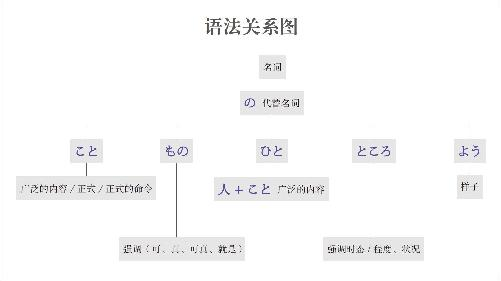 语法关系图
名词
の 代替名词
こと
もの
ひと
ところ
よう
广泛的内容 / 正式 / 正式的命令
人 + こと 广泛的内容
样子
强调（可、真、可真、就是）
强调时态 / 程度、状况